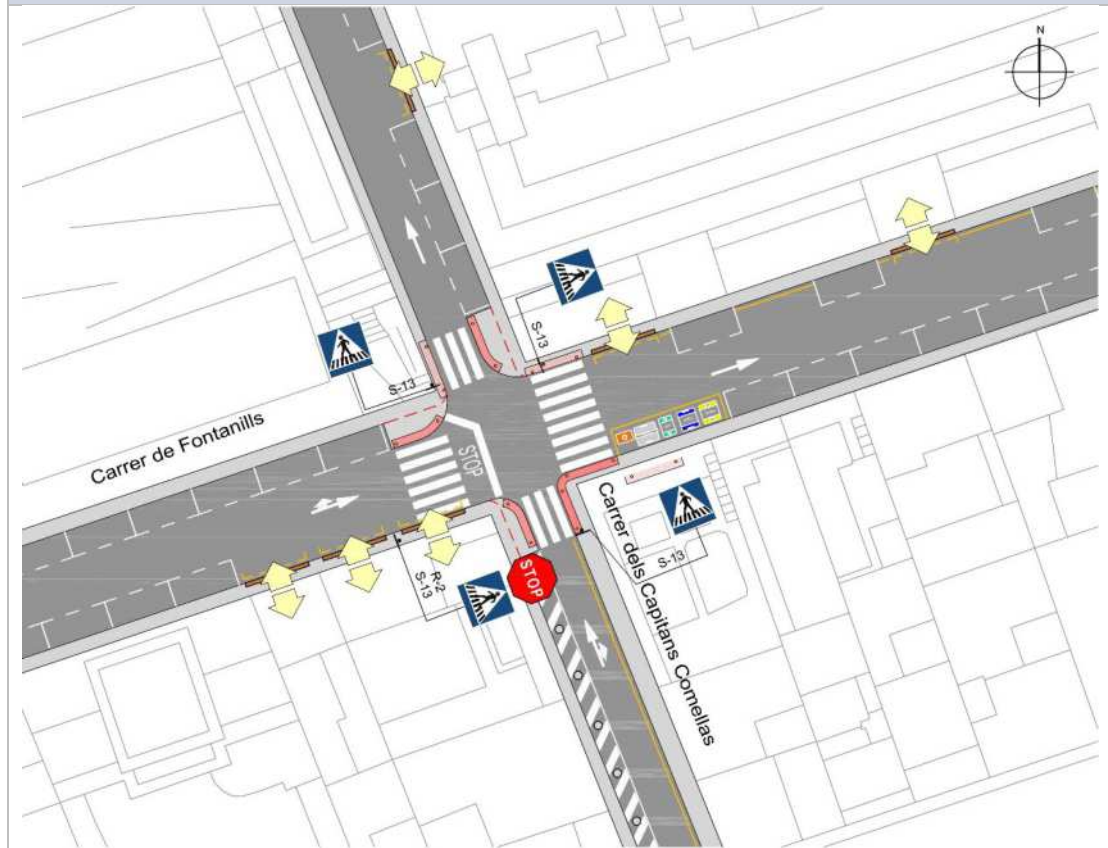 N
S-13
S-13
Carrer de Fontanills
STOP
Carrer dels Capitans Comellas
S-13
R-2
S-13
STOP